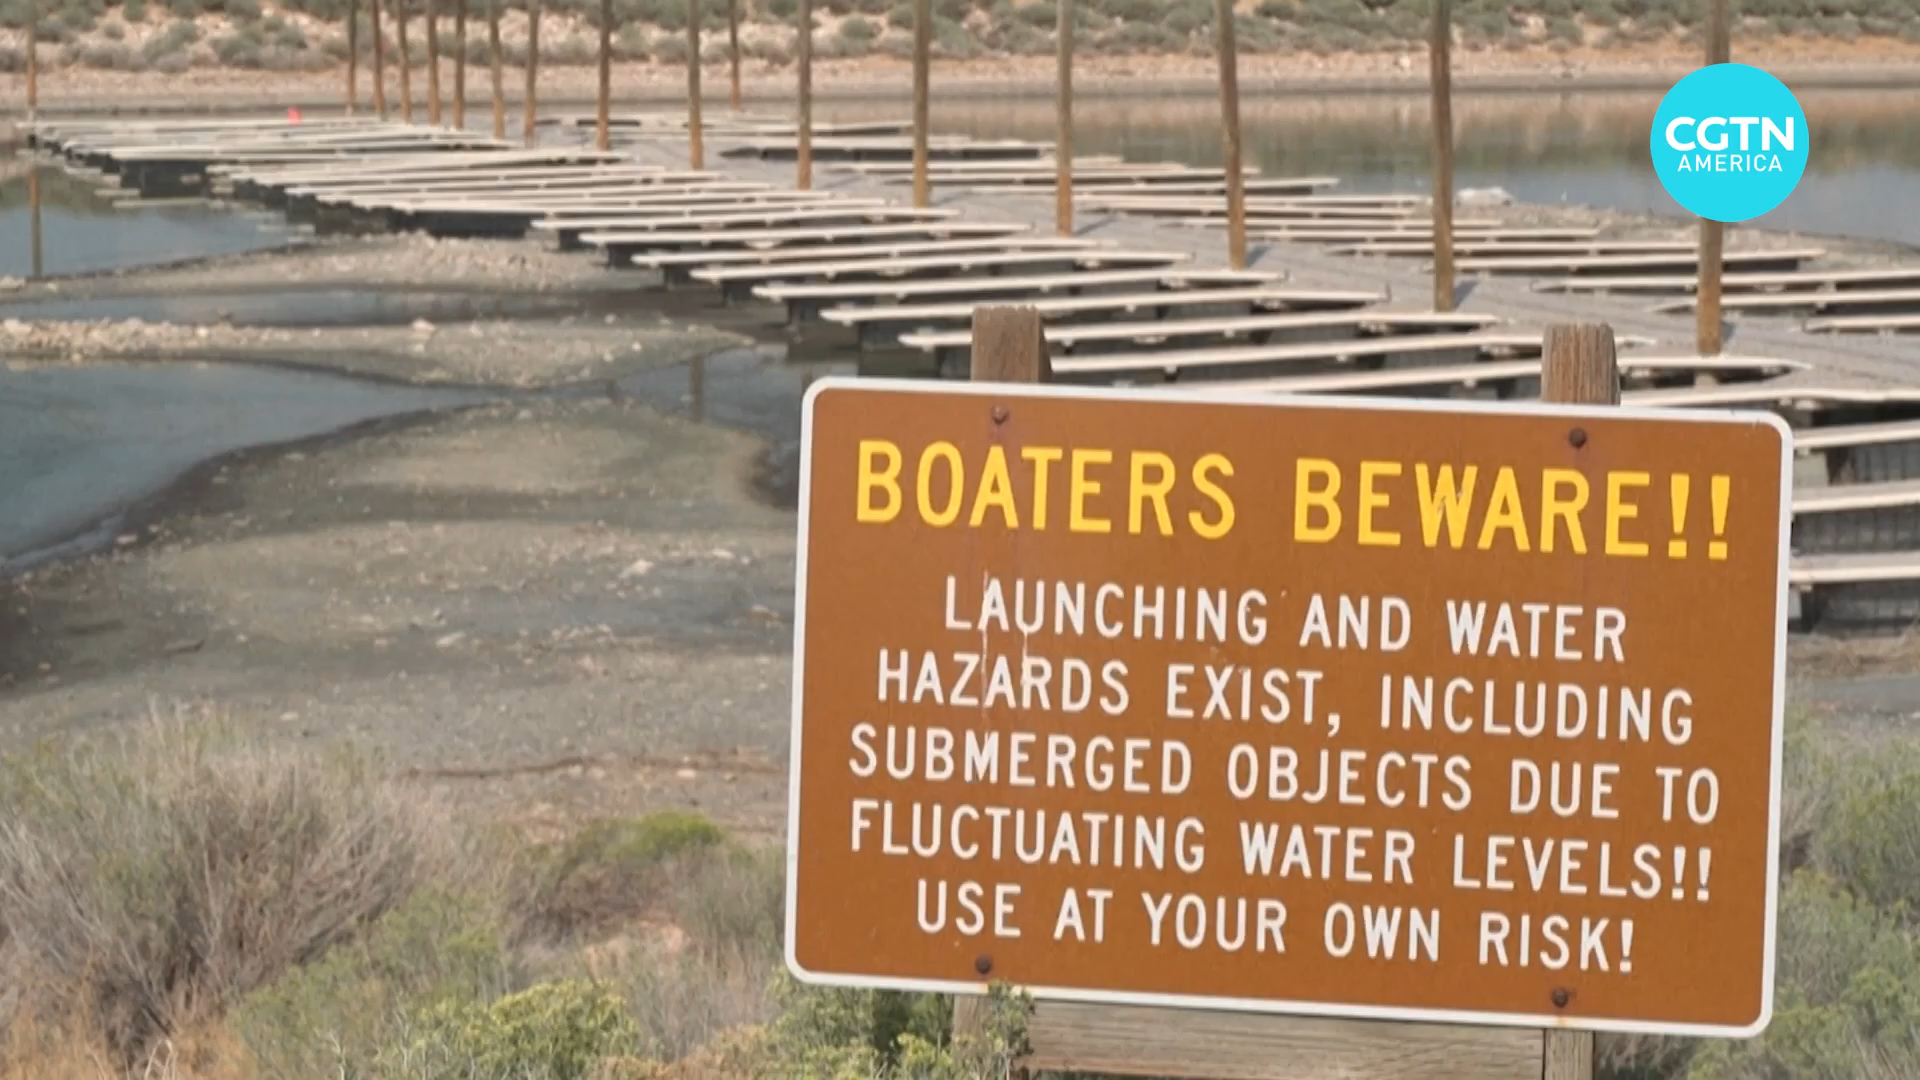 CGTN
AMERICA
BOATERS BEWARE!!
LAUNCHING AND WATER
HAZARDS EXIST, INCLUDING
SUBMERGED OBJECTS DUE TO
FLUCTUATING WATER LEVELS!!
USE AT YOUR OWN RISK!